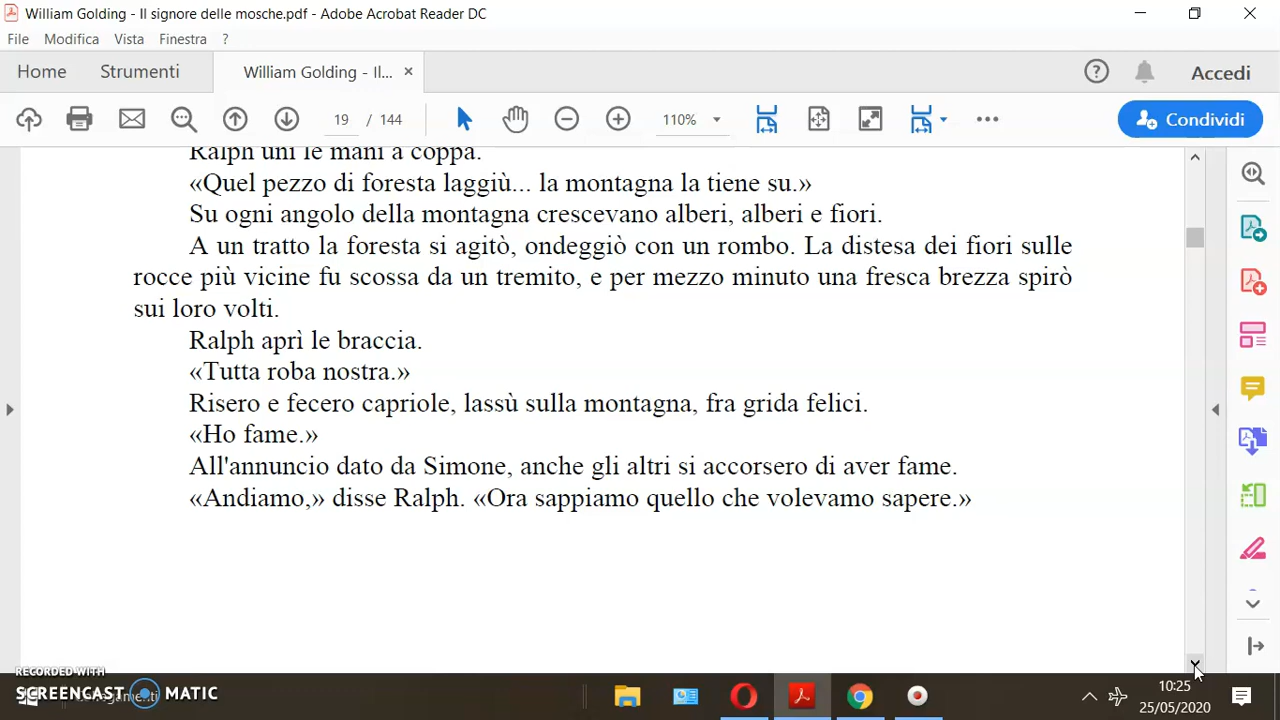 William Golding - Il signore delle mosche.pdf - Adobe Acrobat Reader DC
File Modifica Vista Finestra ?
Home Strumenti William Golding - Il... × Accedi
19 / 144 110% Condividi
Ralph unì le mani a coppa.
«Quel pezzo di foresta laggiù... la montagna la tiene su.»
Su ogni angolo della montagna crescevano alberi, alberi e fiori.
A un tratto la foresta si agitò, ondeggiò con un rombo. La distesa dei fiori sulle
rocce più vicine fu scossa da un tremito, e per mezzo minuto una fresca brezza spirò
sui loro volti.
Ralph aprì le braccia.
«Tutta roba nostra.»
Risero e fecero capriole, lassù sulla montagna, fra grida felici.
«Ho fame.»
All'annuncio dato da Simone, anche gli altri si accorsero di aver fame.
«Andiamo,» disse Ralph. «Ora sappiamo quello che volevamo sapere.»
RECORDED WITH
SCREENCAST MATIC
10:25
25/05/2020